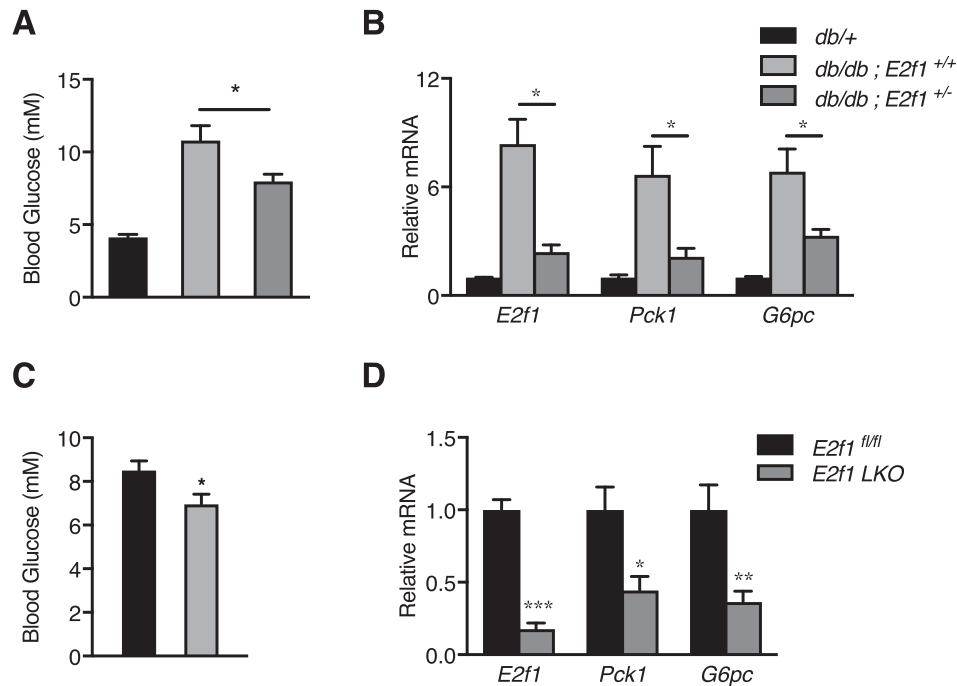 A
Blood Glucose (mM)
15
10
5
0
*
B
db/+
db/db ; E2f1 +/+
db/db ; E2f1 +/-
Relative mRNA
12
6
0
*
*
*
E2f1
Pck1
G6pc
C
Blood Glucose (mM)
10
8
6
4
2
0
*
D
E2f1 fl/fl
E2f1 LKO
Relative mRNA
1.5
1.0
0.5
0.0
***
*
**
E2f1
Pck1
G6pc